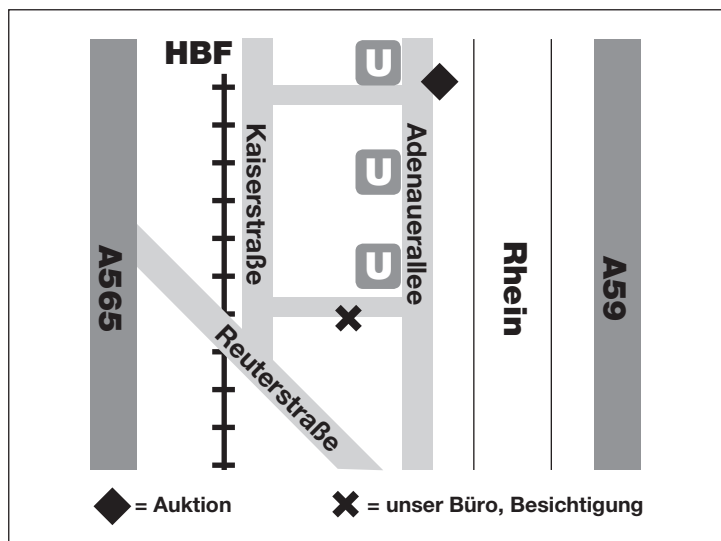 HBF
U
Kaiserstraße
Adenauerallee
U
U
A565
Rhein
A59
Reuterstraße
= Auktion
= unser Büro, Besichtigung